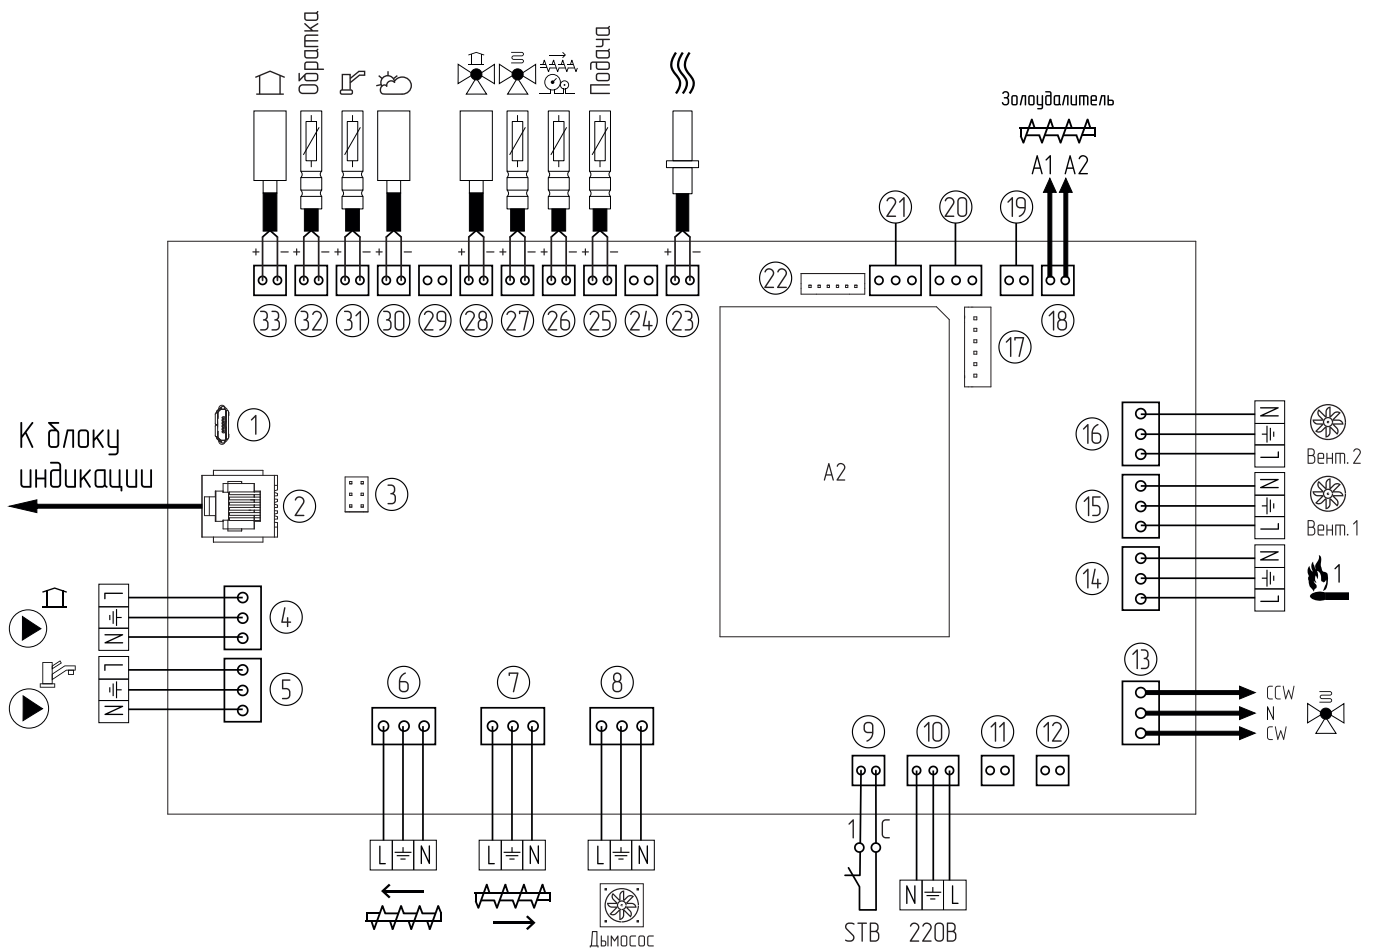 Обратка
Подача
Золоудалитель
A1 A2
21 20 19
22
+ - + - + - + - + - + - + - + - + -
33 32 31 30 29 28 27 26 25 24 23
18
17
1
К блоку
индикации
2
3
A2
16
N
L
Вент. 2
15
N
L
Вент. 1
14
N
L
1
L
N
4
L
N
5
13
CCW
N
CW
6 7 8
9 10 11 12
1 C
L N
L N
L N
N L
STB
220В
Дымосос